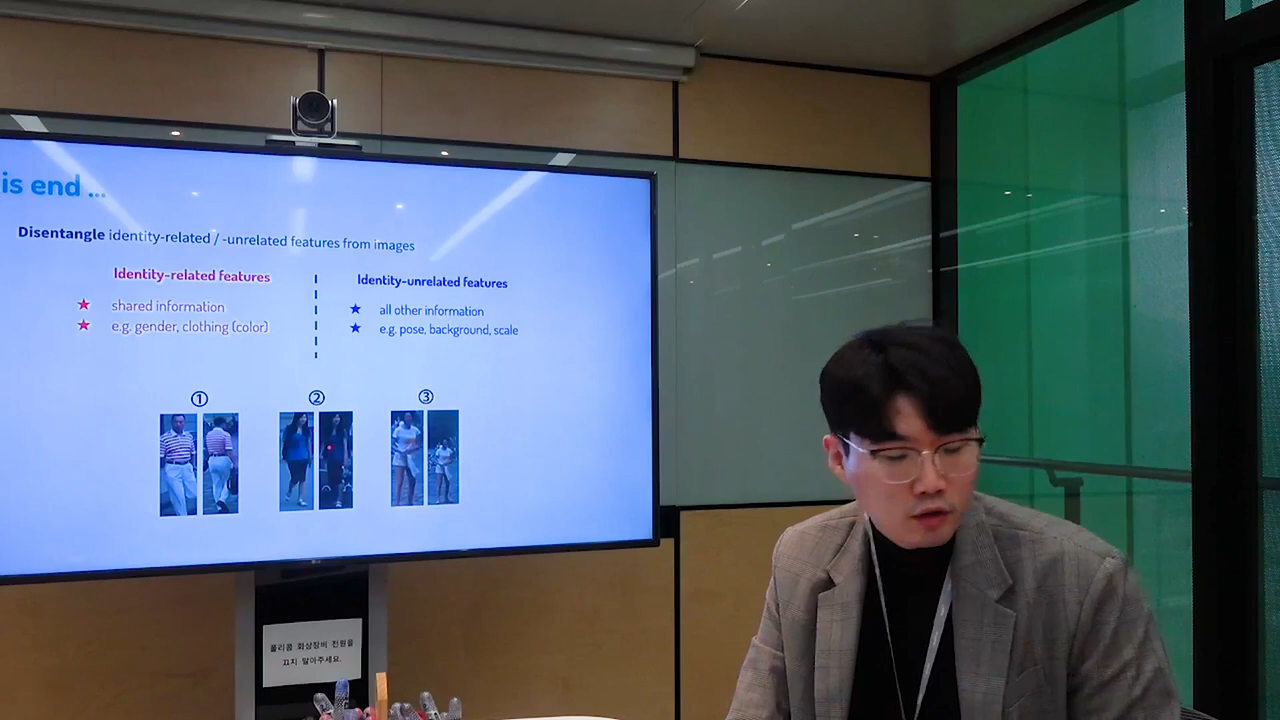 is end ...
Disentangle identity-related / -unrelated features from images
Identity-related features
★ shared information
★ e.g. gender, clothing (color)
Identity-unrelated features
★ all other information
★ e.g. pose, background, scale
① ② ③
폴리콤 화상장비 전원을
끄지 말아주세요.